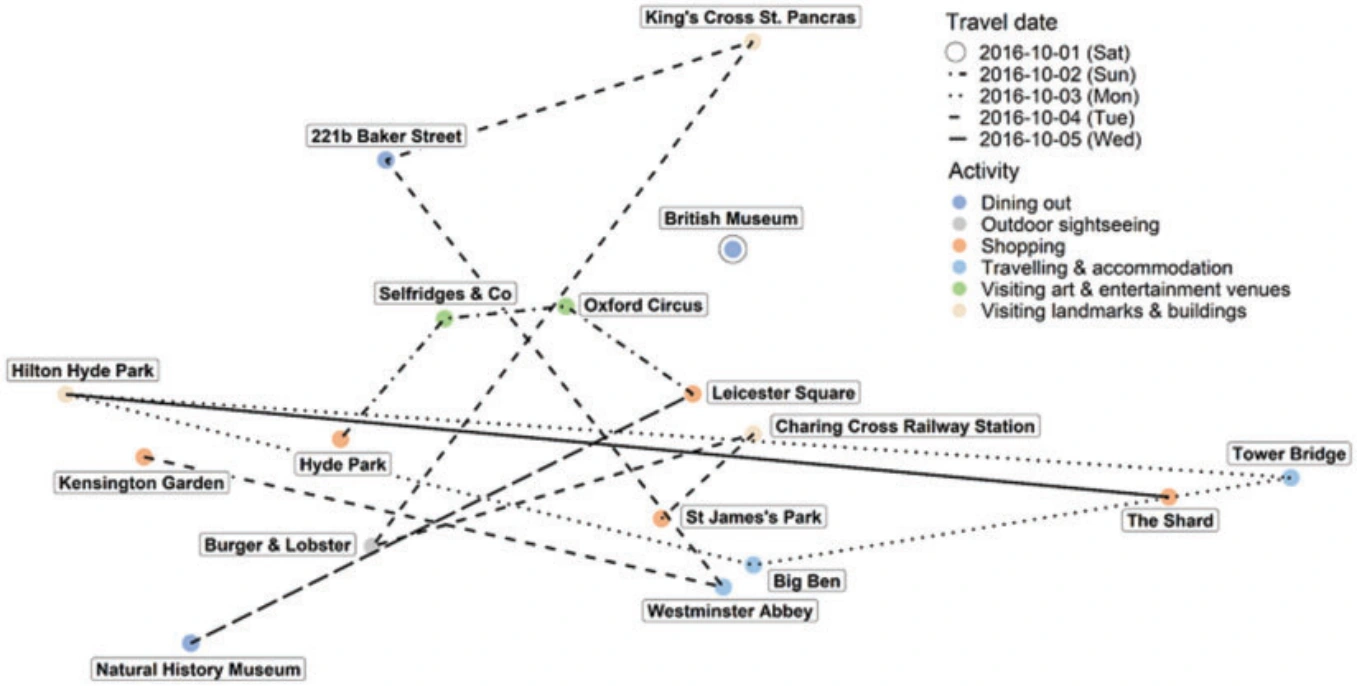 King's Cross St. Pancras
Travel date
2016-10-01 (Sat)
2016-10-02 (Sun)
2016-10-03 (Mon)
2016-10-04 (Tue)
2016-10-05 (Wed)
221b Baker Street
Activity
Dining out
Outdoor sightseeing
Shopping
Travelling & accommodation
Visiting art & entertainment venues
Visiting landmarks & buildings
British Museum
Selfridges & Co
Oxford Circus
Hilton Hyde Park
Leicester Square
Charing Cross Railway Station
Tower Bridge
Hyde Park
Kensington Garden
The Shard
St James's Park
Burger & Lobster
Big Ben
Westminster Abbey
Natural History Museum